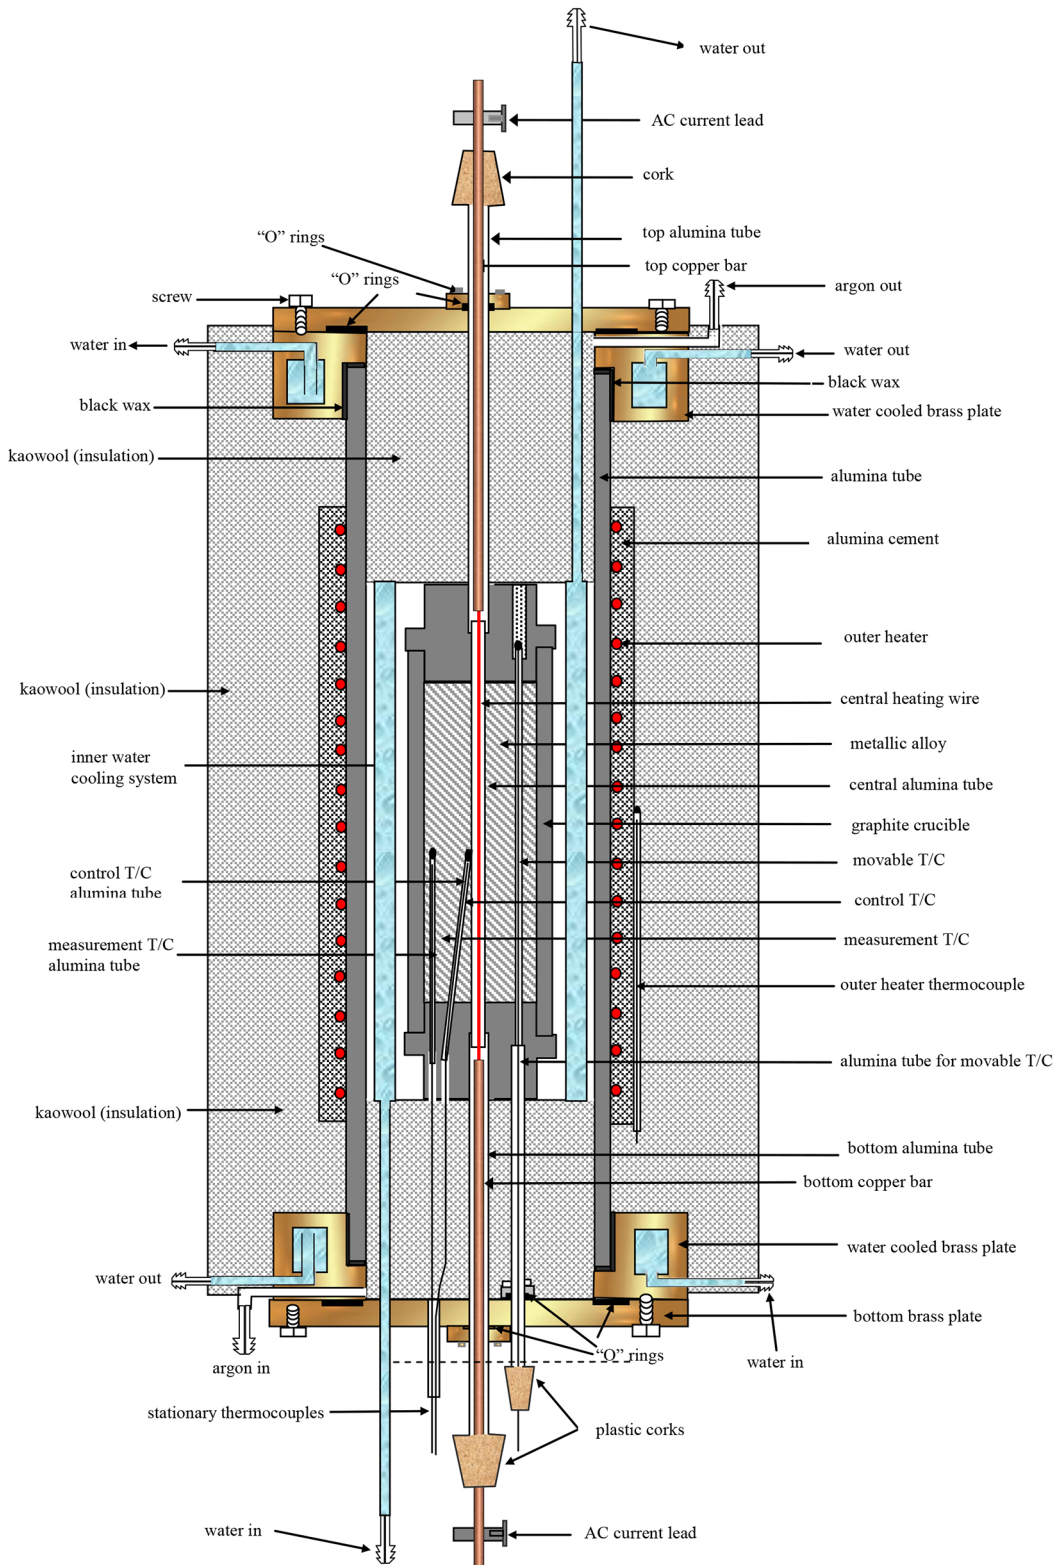 water out
AC current lead
cork
top alumina tube
“O” rings
top copper bar
“O” rings
argon out
screw
water in
water out
black wax
black wax
water cooled brass plate
kaowool (insulation)
alumina tube
alumina cement
outer heater
kaowool (insulation)
central heating wire
metallic alloy
inner water
cooling system
central alumina tube
graphite crucible
movable T/C
control T/C
alumina tube
control T/C
measurement T/C
alumina tube
measurement T/C
outer heater thermocouple
alumina tube for movable T/C
kaowool (insulation)
bottom alumina tube
bottom copper bar
water cooled brass plate
water out
bottom brass plate
“O” rings
water in
argon in
stationary thermocouples
plastic corks
water in
AC current lead